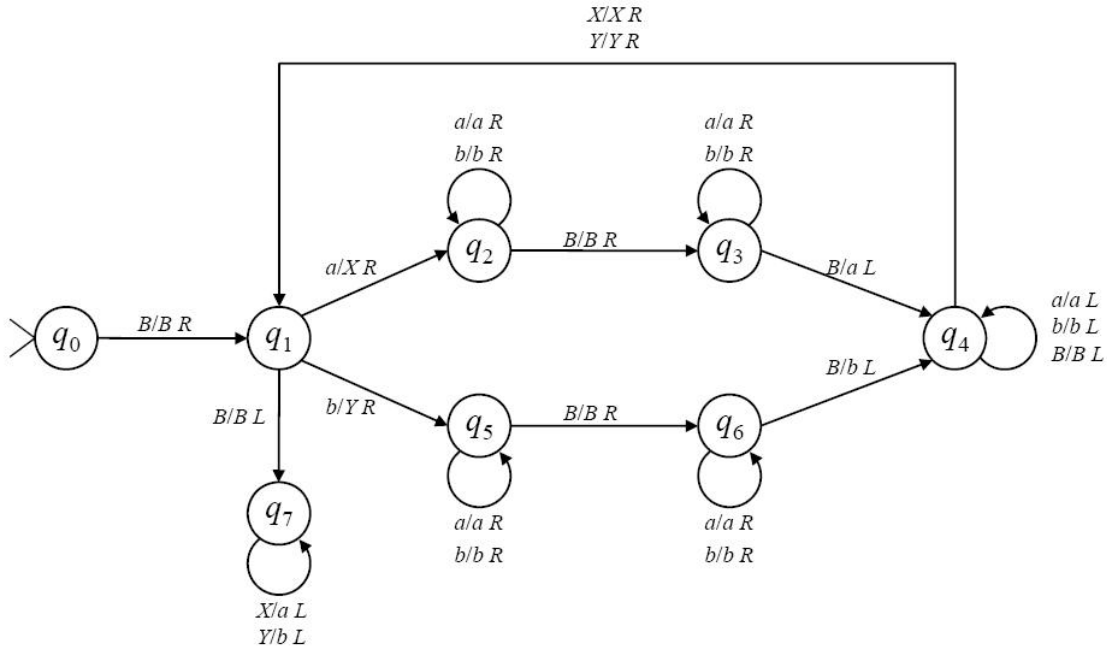 X/X R
Y/Y R
a/a R
b/b R
a/a R
b/b R
q2
B/B R
q3
a/X R
B/a L
q0
B/B R
q1
q4
a/a L
b/b L
B/B L
B/B L
b/Y R
B/b L
q5
B/B R
q6
q7
a/a R
b/b R
a/a R
b/b R
X/a L
Y/b L